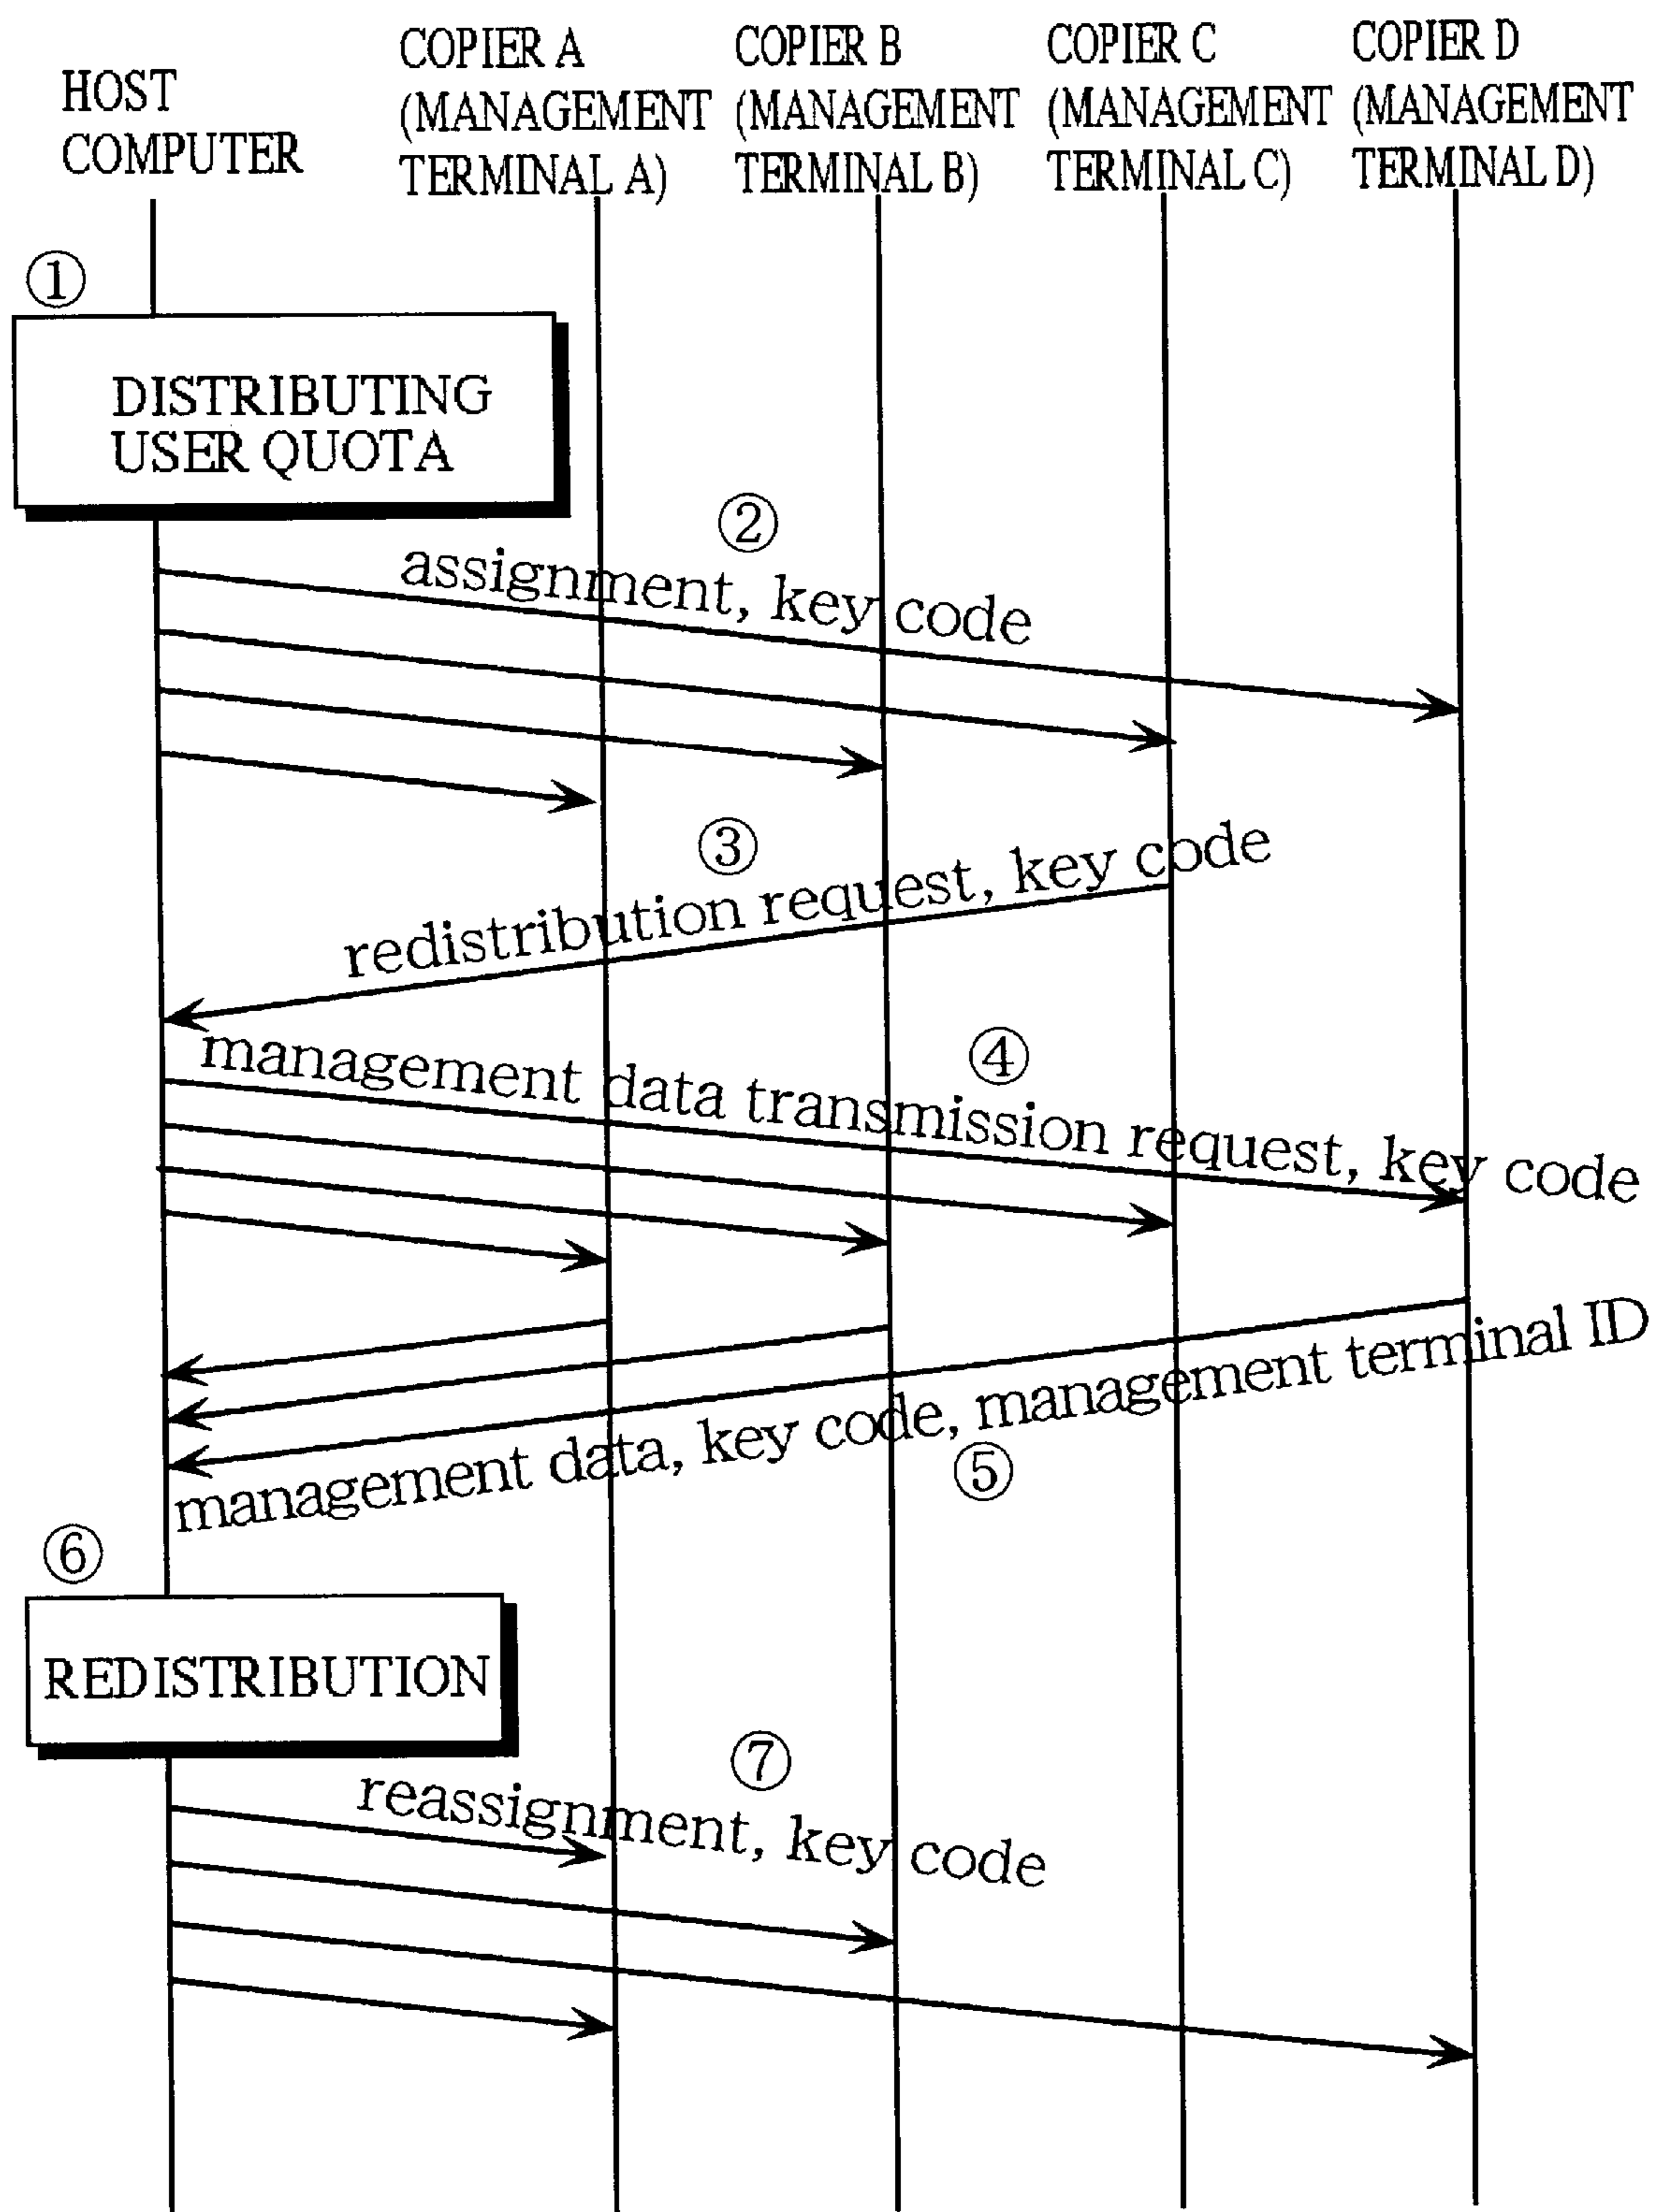 HOST
COMPUTER
COPIER A
(MANAGEMENT
TERMINAL A)
COPIER B
(MANAGEMENT
TERMINAL B)
COPIER C
(MANAGEMENT
TERMINAL C)
COPIER D
(MANAGEMENT
TERMINAL D)
①
DISTRIBUTING
USER QUOTA
②
assignment, key code
③
redistribution request, key code
④
management data transmission request, key code
management data, key code, management terminal ID
⑤
⑥
REDISTRIBUTION
⑦
reassignment, key code